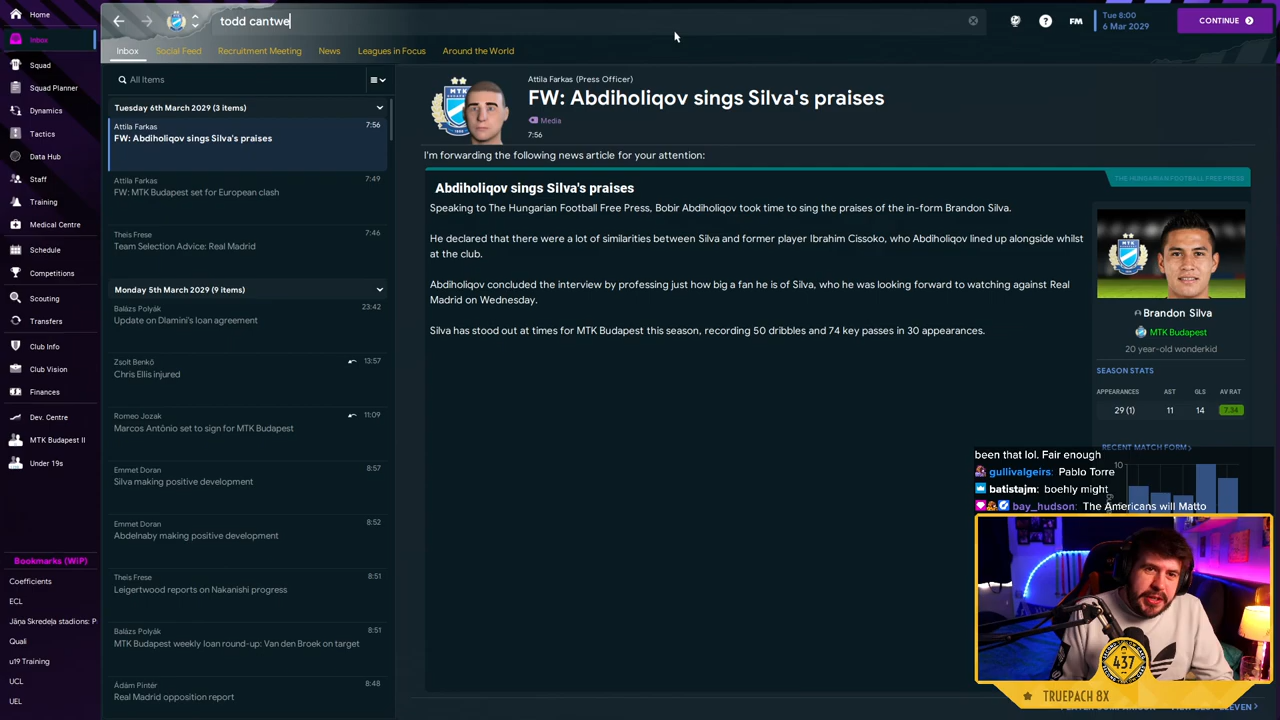 Home
Inbox
Squad
Squad Planner
Dynamics
Tactics
Data Hub
Staff
Training
Medical Centre
Schedule
Competitions
Scouting
Transfers
Club Info
Club Vision
Finances
Dev. Centre
MTK Budapest II
Under 19s
Bookmarks (WiP)
Coefficients
ECL
Jāņa Skredeļa stadions: P
Quali
u19 Training
UCL
UEL
todd cantwe
FM
Tue 8:00
6 Mar 2029
CONTINUE
Inbox
Social Feed
Recruitment Meeting
News
Leagues in Focus
Around the World
All Items
Tuesday 6th March 2029 (3 items)
Attila Farkas 7:56
FW: Abdiholiqov sings Silva's praises
Attila Farkas 7:49
FW: MTK Budapest set for European clash
Theis Frese 7:46
Team Selection Advice: Real Madrid
Monday 5th March 2029 (9 items)
Balázs Polyák 23:42
Update on Dlamini's loan agreement
Zsolt Benkő 13:57
Chris Ellis injured
Romeo Jozak 11:09
Marcos Antônio set to sign for MTK Budapest
Emmet Doran 8:57
Silva making positive development
Emmet Doran 8:52
Abdelnaby making positive development
Theis Frese 8:51
Leigertwood reports on Nakanishi progress
Balázs Polyák 8:51
MTK Budapest weekly loan round-up: Van den Broek on target
Ádám Pintér 8:48
Real Madrid opposition report
Attila Farkas (Press Officer)
FW: Abdiholiqov sings Silva's praises
Media
7:56
I'm forwarding the following news article for your attention:
THE HUNGARIAN FOOTBALL FREE PRESS
Abdiholiqov sings Silva's praises
Speaking to The Hungarian Football Free Press, Bobir Abdiholiqov took time to sing the praises of the in-form Brandon Silva.
He declared that there were a lot of similarities between Silva and former player Ibrahim Cissoko, who Abdiholiqov lined up alongside whilst
at the club.
Abdiholiqov concluded the interview by professing just how big a fan he is of Silva, who he was looking forward to watching against Real
Madrid on Wednesday.
Silva has stood out at times for MTK Budapest this season, recording 50 dribbles and 74 key passes in 30 appearances.
Brandon Silva
MTK Budapest
20 year-old wonderkid
SEASON STATS
APPEARANCES AST GLS AV RAT
29 (1) 11 14 7.34
RECENT MATCH FORM
10
been that lol. Fair enough
gullivalgeirs: Pablo Torre
batistajm: boehly might
bay_hudson: The Americans will Matto
437
TRUEPACH 8X